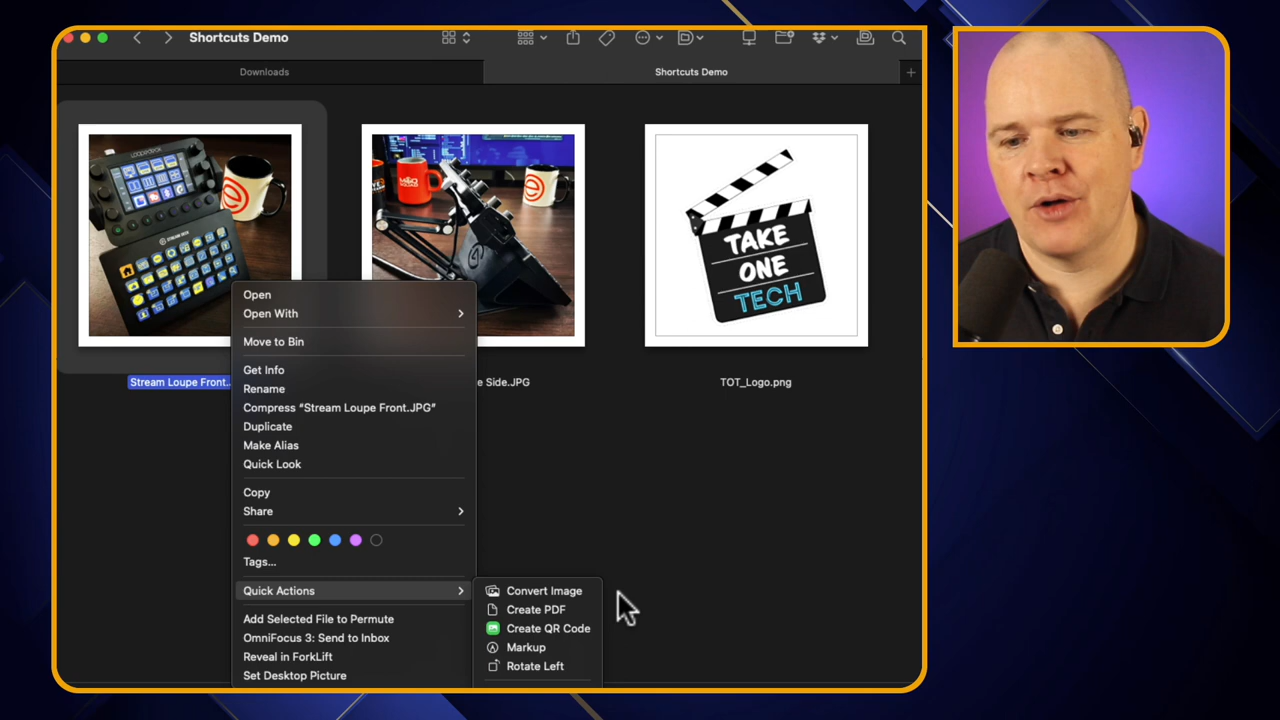 Shortcuts Demo
Downloads
Shortcuts Demo
TAKE
ONE
TECH
Stream Loupe Front...
e Side.JPG
TOT_Logo.png
Open
Open With
Move to Bin
Get Info
Rename
Compress “Stream Loupe Front.JPG”
Duplicate
Make Alias
Quick Look
Copy
Share
Tags...
Quick Actions
Add Selected File to Permute
OmniFocus 3: Send to Inbox
Reveal in ForkLift
Set Desktop Picture
Convert Image
Create PDF
Create QR Code
Markup
Rotate Left